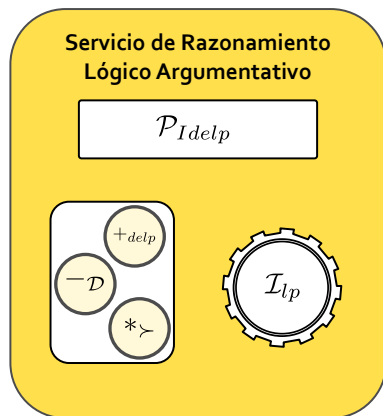 Servicio de Razonamiento
Lógico Argumentativo
𝒫_{Idelp}
+_{delp}
−_𝒟
*_≻
ℐ_{lp}